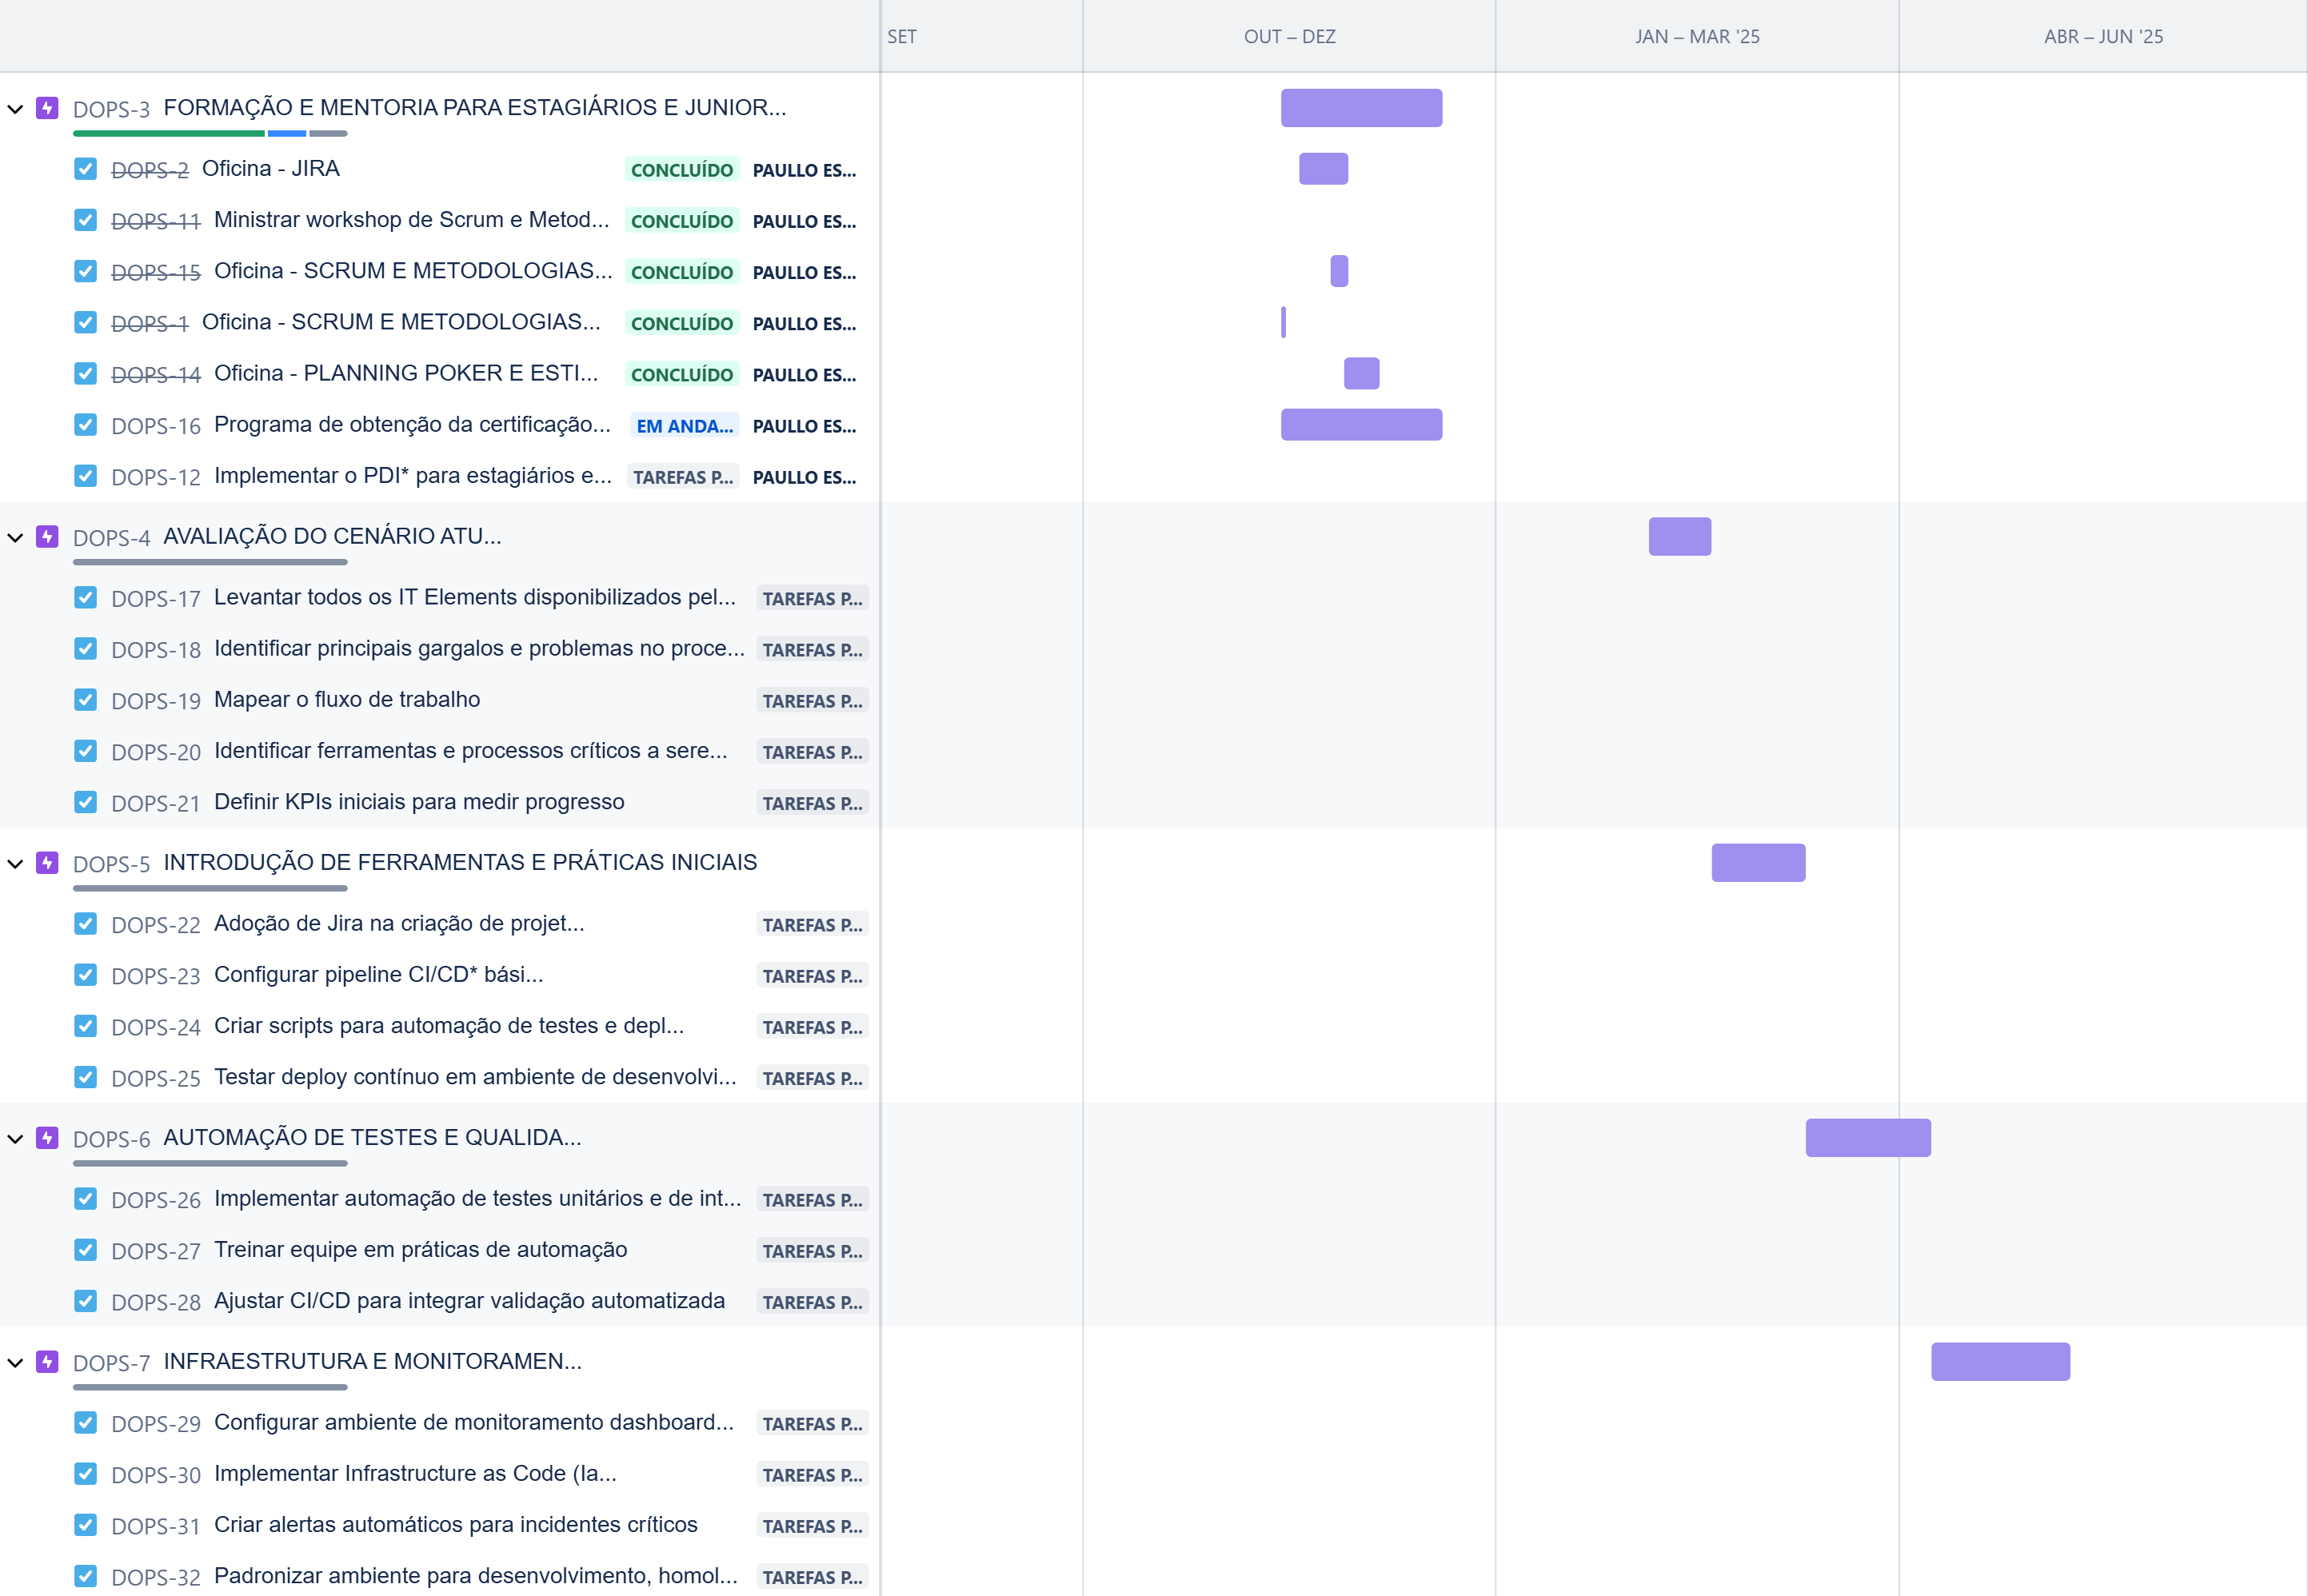 SET OUT – DEZ JAN – MAR '25 ABR – JUN '25
DOPS-3 FORMAÇÃO E MENTORIA PARA ESTAGIÁRIOS E JUNIOR...
DOPS-2 Oficina - JIRA CONCLUÍDO PAULLO ES...
DOPS-11 Ministrar workshop de Scrum e Metod... CONCLUÍDO PAULLO ES...
DOPS-15 Oficina - SCRUM E METODOLOGIAS... CONCLUÍDO PAULLO ES...
DOPS-1 Oficina - SCRUM E METODOLOGIAS... CONCLUÍDO PAULLO ES...
DOPS-14 Oficina - PLANNING POKER E ESTI... CONCLUÍDO PAULLO ES...
DOPS-16 Programa de obtenção da certificação... EM ANDA... PAULLO ES...
DOPS-12 Implementar o PDI* para estagiários e... TAREFAS P... PAULLO ES...
DOPS-4 AVALIAÇÃO DO CENÁRIO ATU...
DOPS-17 Levantar todos os IT Elements disponibilizados pel... TAREFAS P...
DOPS-18 Identificar principais gargalos e problemas no proce... TAREFAS P...
DOPS-19 Mapear o fluxo de trabalho TAREFAS P...
DOPS-20 Identificar ferramentas e processos críticos a sere... TAREFAS P...
DOPS-21 Definir KPIs iniciais para medir progresso TAREFAS P...
DOPS-5 INTRODUÇÃO DE FERRAMENTAS E PRÁTICAS INICIAIS
DOPS-22 Adoção de Jira na criação de projet... TAREFAS P...
DOPS-23 Configurar pipeline CI/CD* bási... TAREFAS P...
DOPS-24 Criar scripts para automação de testes e depl... TAREFAS P...
DOPS-25 Testar deploy contínuo em ambiente de desenvolvi... TAREFAS P...
DOPS-6 AUTOMAÇÃO DE TESTES E QUALIDA...
DOPS-26 Implementar automação de testes unitários e de int... TAREFAS P...
DOPS-27 Treinar equipe em práticas de automação TAREFAS P...
DOPS-28 Ajustar CI/CD para integrar validação automatizada TAREFAS P...
DOPS-7 INFRAESTRUTURA E MONITORAMEN...
DOPS-29 Configurar ambiente de monitoramento dashboard... TAREFAS P...
DOPS-30 Implementar Infrastructure as Code (Ia... TAREFAS P...
DOPS-31 Criar alertas automáticos para incidentes críticos TAREFAS P...
DOPS-32 Padronizar ambiente para desenvolvimento, homol... TAREFAS P...